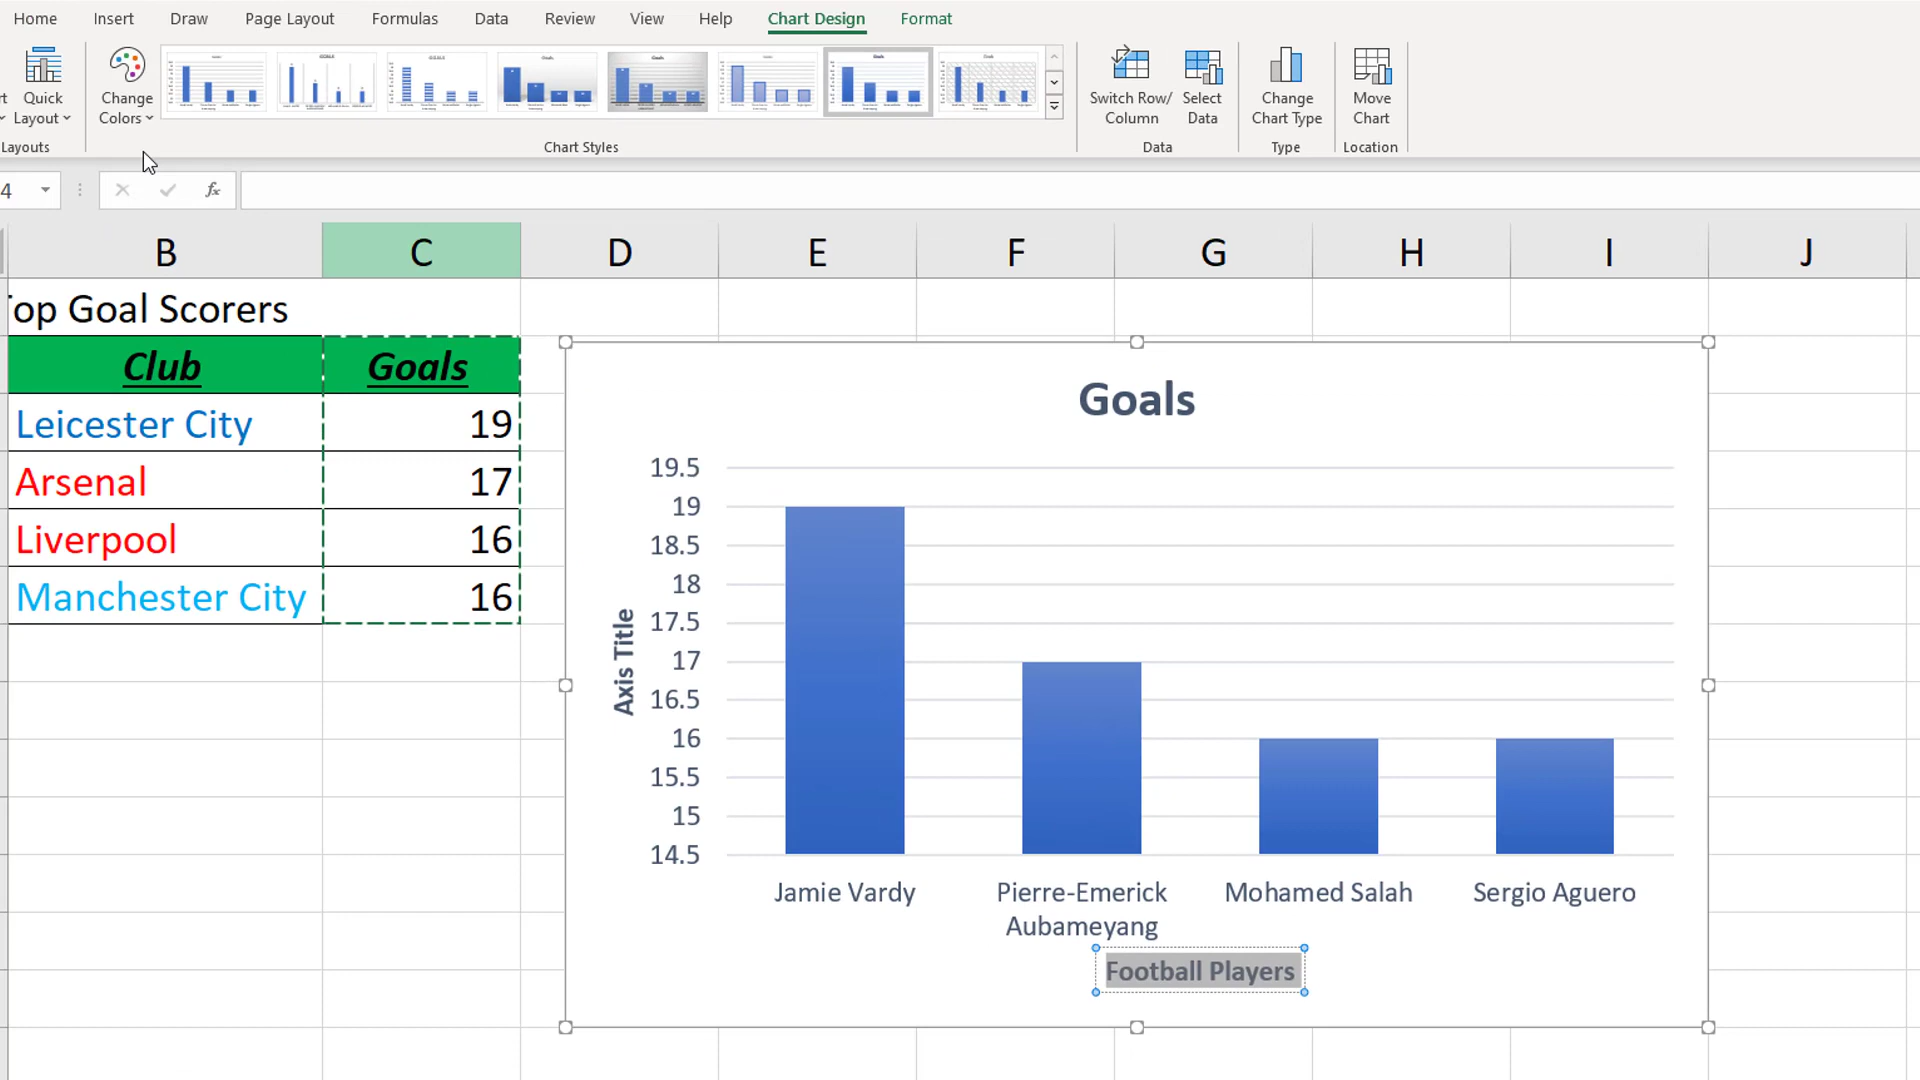 Home Insert Draw Page Layout Formulas Data Review View Help Chart Design Format
Quick Layout
Change Colors
Switch Row/ Column
Select Data
Change Chart Type
Move Chart
Layouts
Chart Styles
Data
Type
Location
4
fx
B C D E F G H I J
op Goal Scorers
Club Goals
Leicester City 19
Arsenal 17
Liverpool 16
Manchester City 16
Goals
19.5
19
18.5
18
17.5
17
16.5
16
15.5
15
14.5
Axis Title
Jamie Vardy
Pierre-Emerick
Aubameyang
Mohamed Salah
Sergio Aguero
Football Players